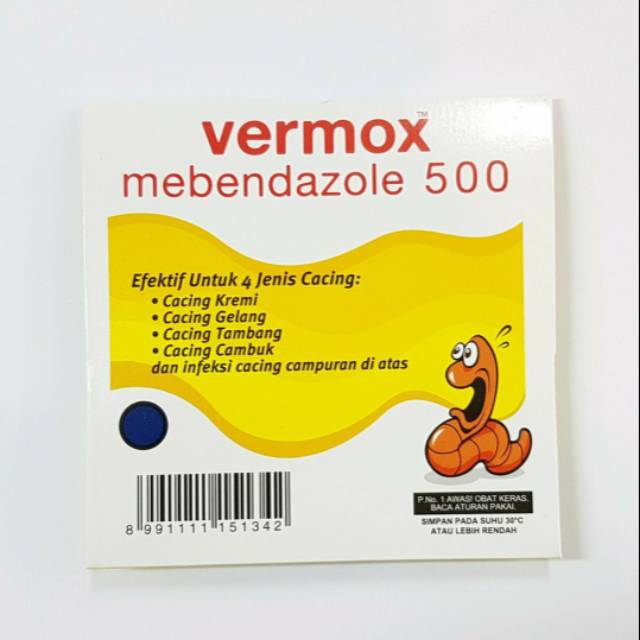 vermox™
mebendazole 500
Efektif Untuk 4 Jenis Cacing:
• Cacing Kremi
• Cacing Gelang
• Cacing Tambang
• Cacing Cambuk
dan infeksi cacing campuran di atas
P.No. 1 AWAS! OBAT KERAS.
BACA ATURAN PAKAI.
SIMPAN PADA SUHU 30°C
ATAU LEBIH RENDAH
8 991111 151342